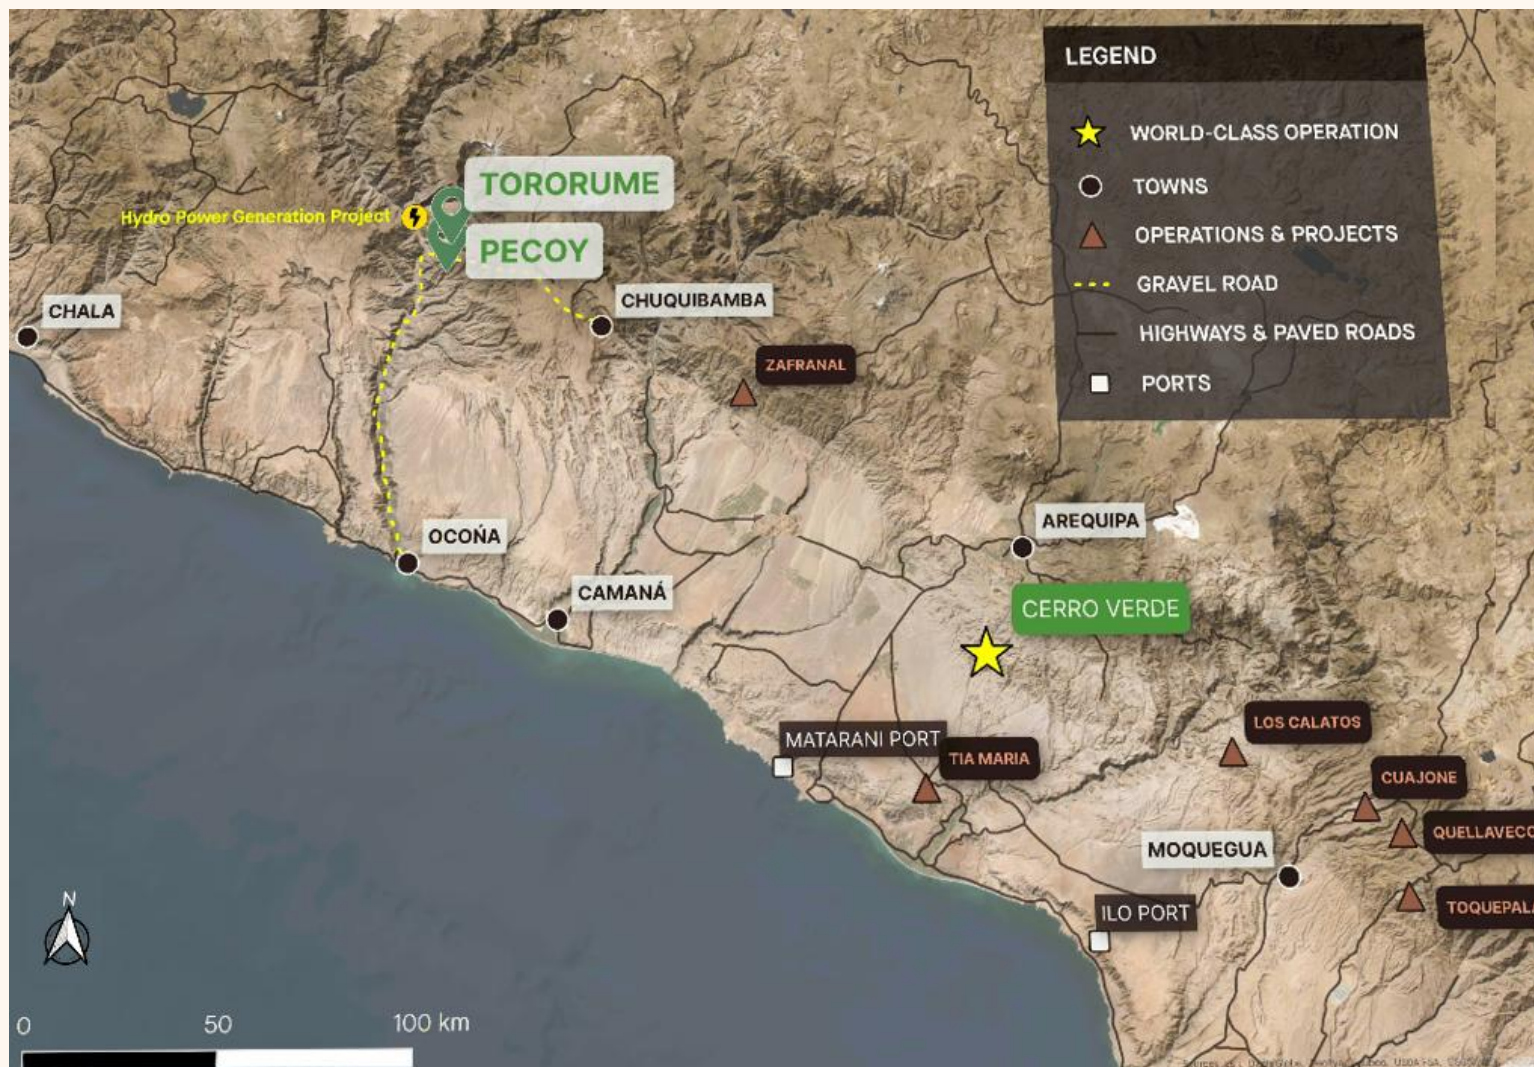 LEGEND
WORLD-CLASS OPERATION
TOWNS
OPERATIONS & PROJECTS
GRAVEL ROAD
HIGHWAYS & PAVED ROADS
PORTS
TORORUME
Hydro Power Generation Project
PECOY
CHUQUIBAMBA
CHALA
ZAFRANAL
AREQUIPA
OCOŃA
CAMANÁ
CERRO VERDE
LOS CALATOS
MATARANI PORT
TIA MARIA
CUAJONE
QUELLAVECO
MOQUEGUA
TOQUEPALA
ILO PORT
N
0 50 100 km